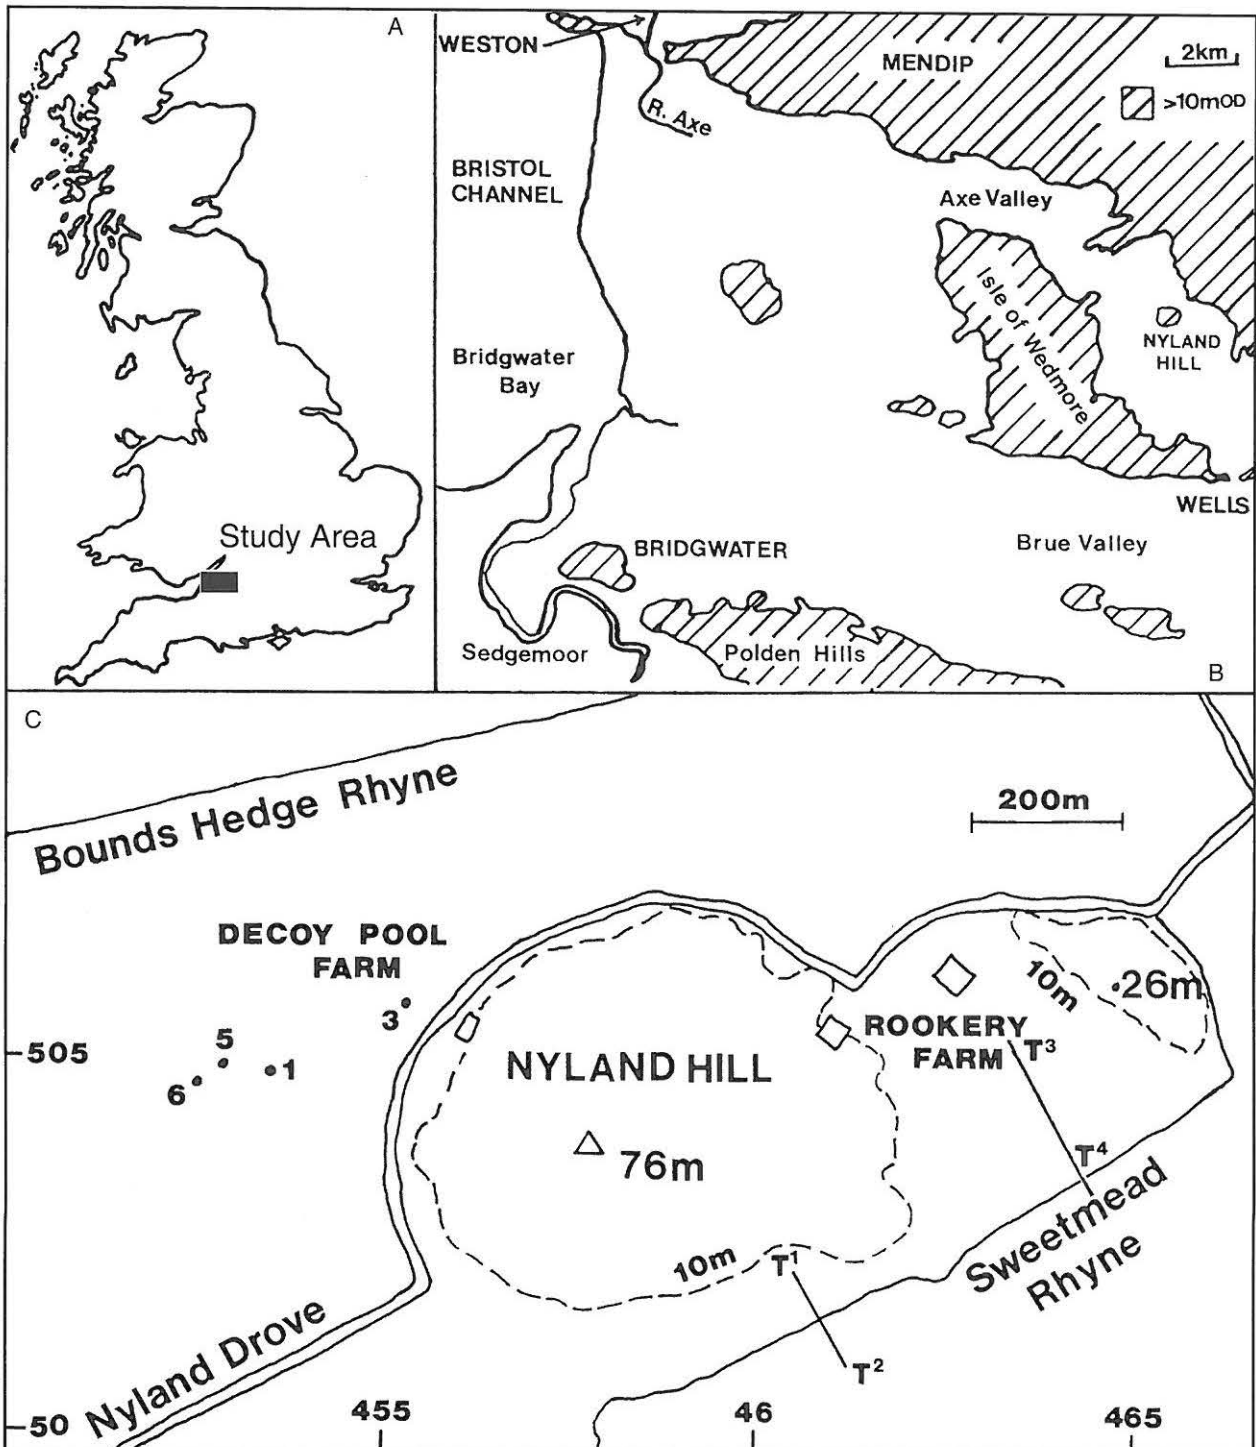 A
Study Area
WESTON
MENDIP
2km
>10mOD
R. Axe
BRISTOL
CHANNEL
Axe Valley
Isle of Wedmore
NYLAND
HILL
Bridgwater
Bay
WELLS
BRIDGWATER
Brue Valley
Sedgemoor
Polden Hills
B
C
Bounds Hedge Rhyne
200m
DECOY POOL
FARM
3
5
1
6
505
NYLAND HILL
76m
ROOKERY
FARM
10m
26m
T3
T4
Sweetmead
Rhyne
10m
T1
T2
Nyland Drove
50
455
46
465